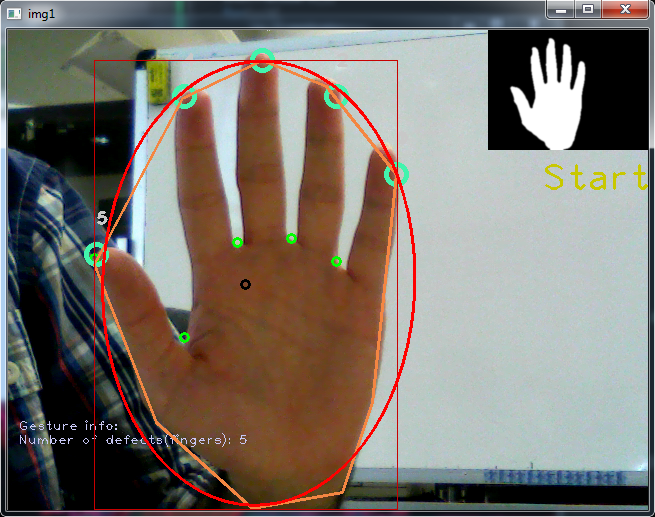 img1
Start
5
Gesture info:
Number of defects(fingers): 5